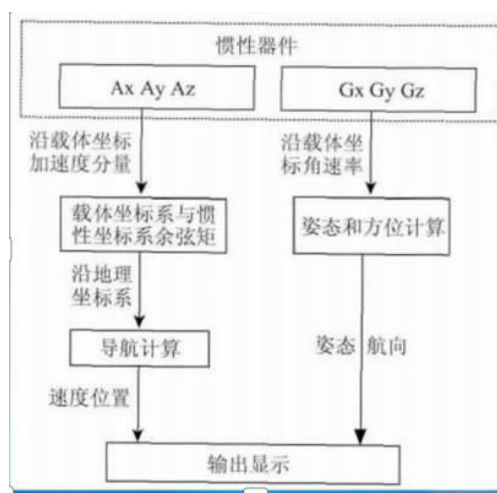 惯性器件
Ax Ay Az
Gx Gy Gz
沿载体坐标
加速度分量
沿载体坐
标角速率
载体坐标系与惯
性坐标系余弦矩
姿态和方位计算
沿地理
坐标系
导航计算
姿态 航向
速度位置
输出显示